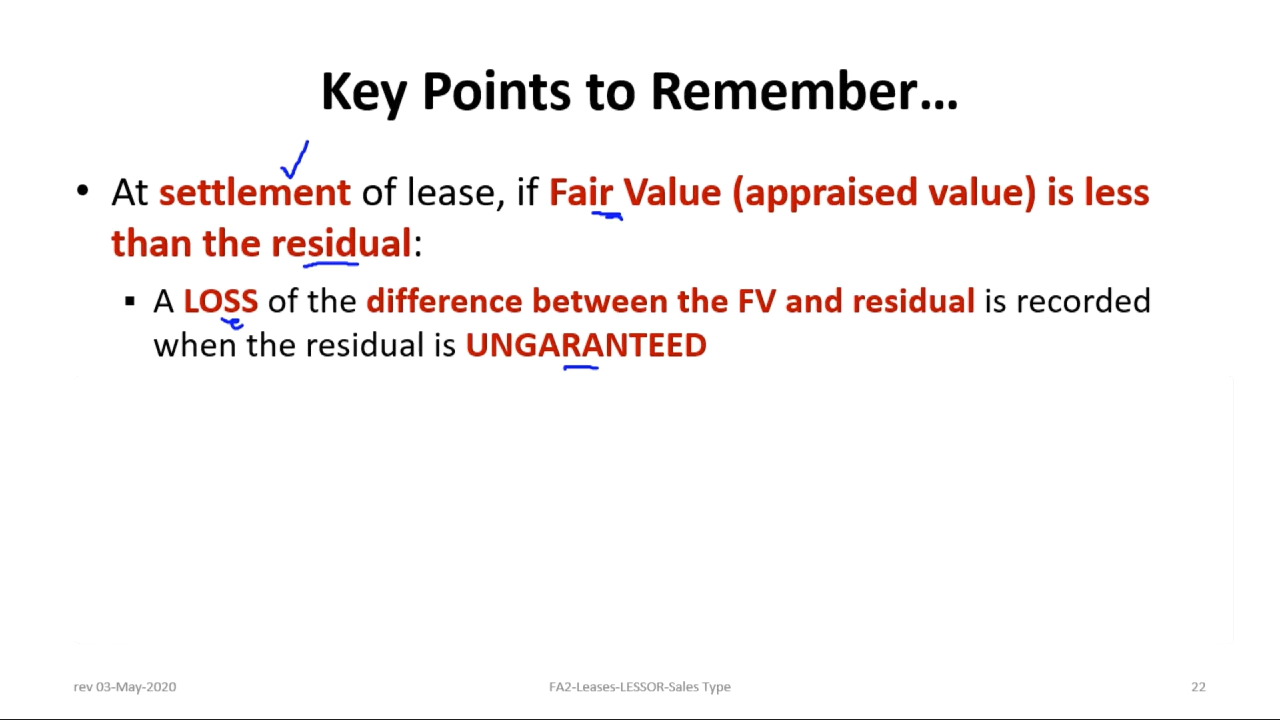 Key Points to Remember...
• At settlement of lease, if Fair Value (appraised value) is less
than the residual:
▪ A LOSS of the difference between the FV and residual is recorded
when the residual is UNGARANTEED
rev 03-May-2020
FA2-Leases-LESSOR-Sales Type
22